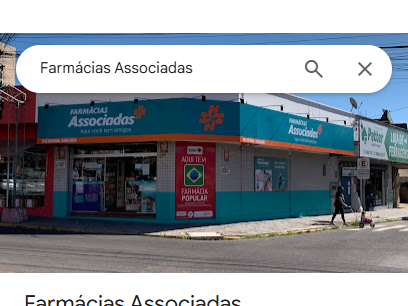 Farmácias Associadas
FARMÁCIAS
Associadas
Aqui você tem amigos.
FARMÁCIAS
Associadas
AQUI TEM
FARMÁCIA
POPULAR
Farmácias Associadas